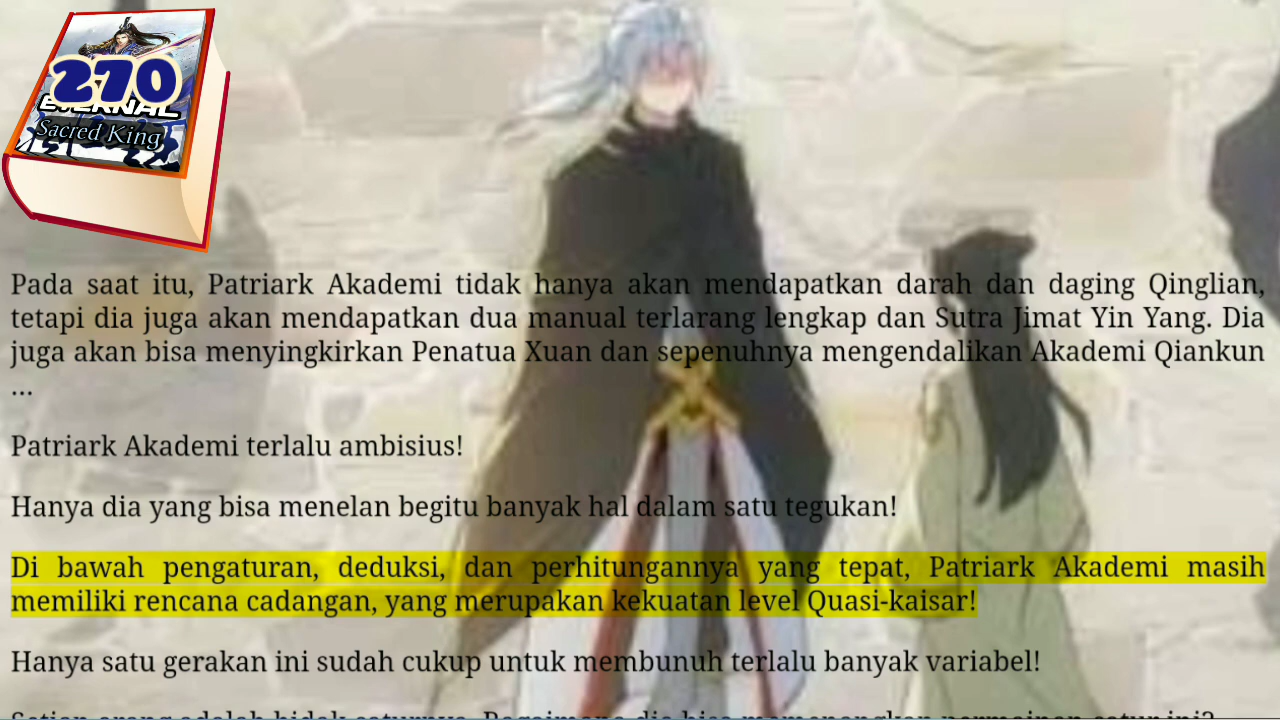 270
ETERNAL
Sacred King
Pada saat itu, Patriark Akademi tidak hanya akan mendapatkan darah dan daging Qinglian,
tetapi dia juga akan mendapatkan dua manual terlarang lengkap dan Sutra Jimat Yin Yang. Dia
juga akan bisa menyingkirkan Penatua Xuan dan sepenuhnya mengendalikan Akademi Qiankun
...
Patriark Akademi terlalu ambisius!
Hanya dia yang bisa menelan begitu banyak hal dalam satu tegukan!
Di bawah pengaturan, deduksi, dan perhitungannya yang tepat, Patriark Akademi masih
memiliki rencana cadangan, yang merupakan kekuatan level Quasi-kaisar!
Hanya satu gerakan ini sudah cukup untuk membunuh terlalu banyak variabel!